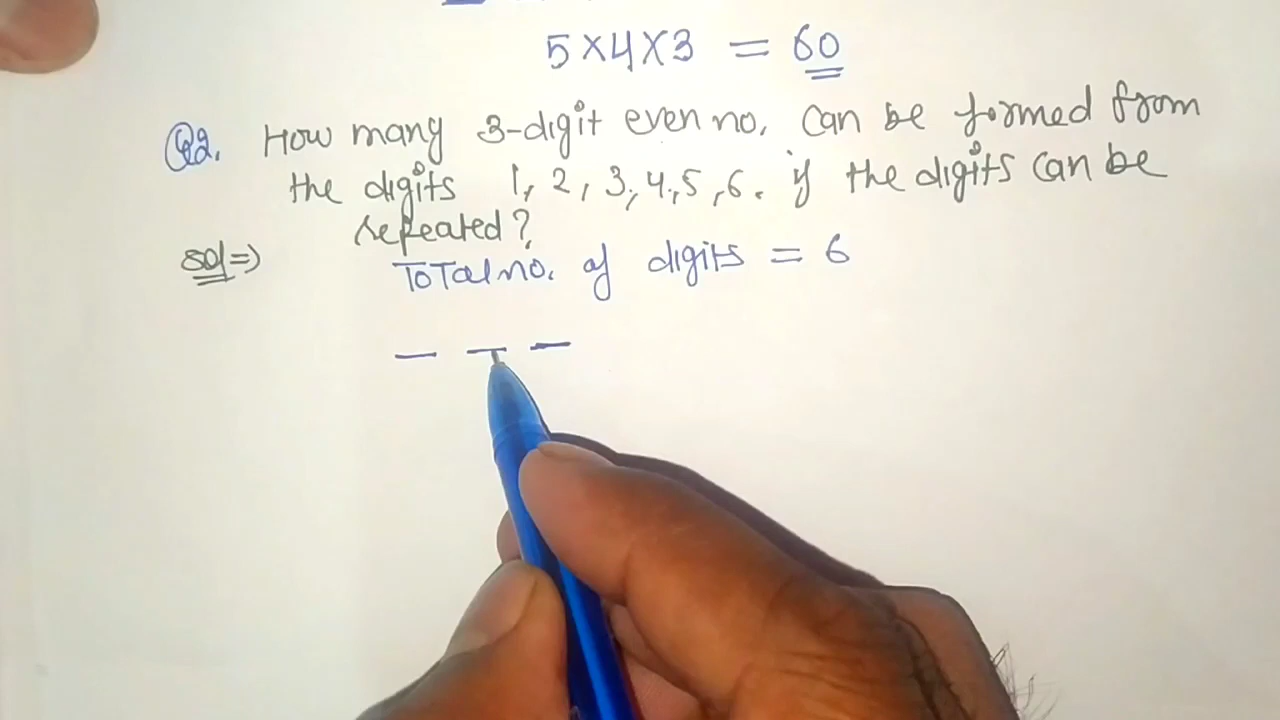 5 X 4 X 3 = 60
Q2. How many 3-digit even no. can be formed from
the digits 1, 2, 3, 4, 5, 6. if the digits can be
repeated?
Sol⇒ Total no. of digits = 6
_ _ _